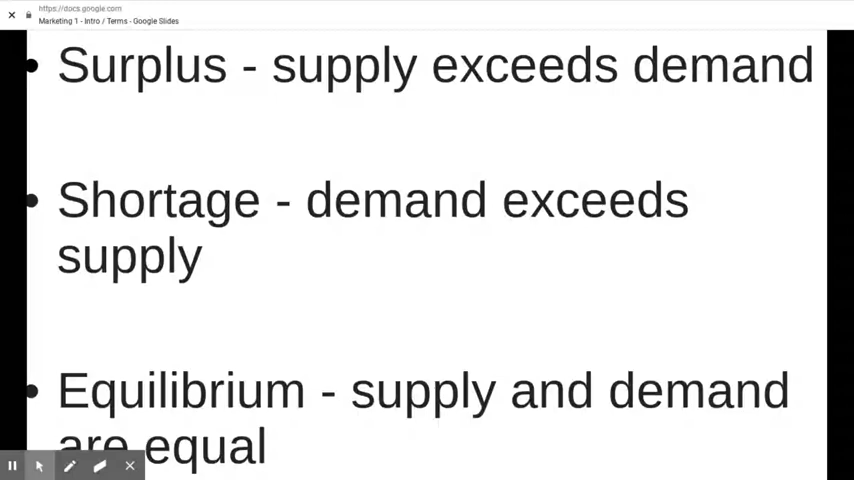 https://docs.google.com
Marketing 1 - Intro / Terms - Google Slides
• Surplus - supply exceeds demand
• Shortage - demand exceeds
supply
• Equilibrium - supply and demand
are equal